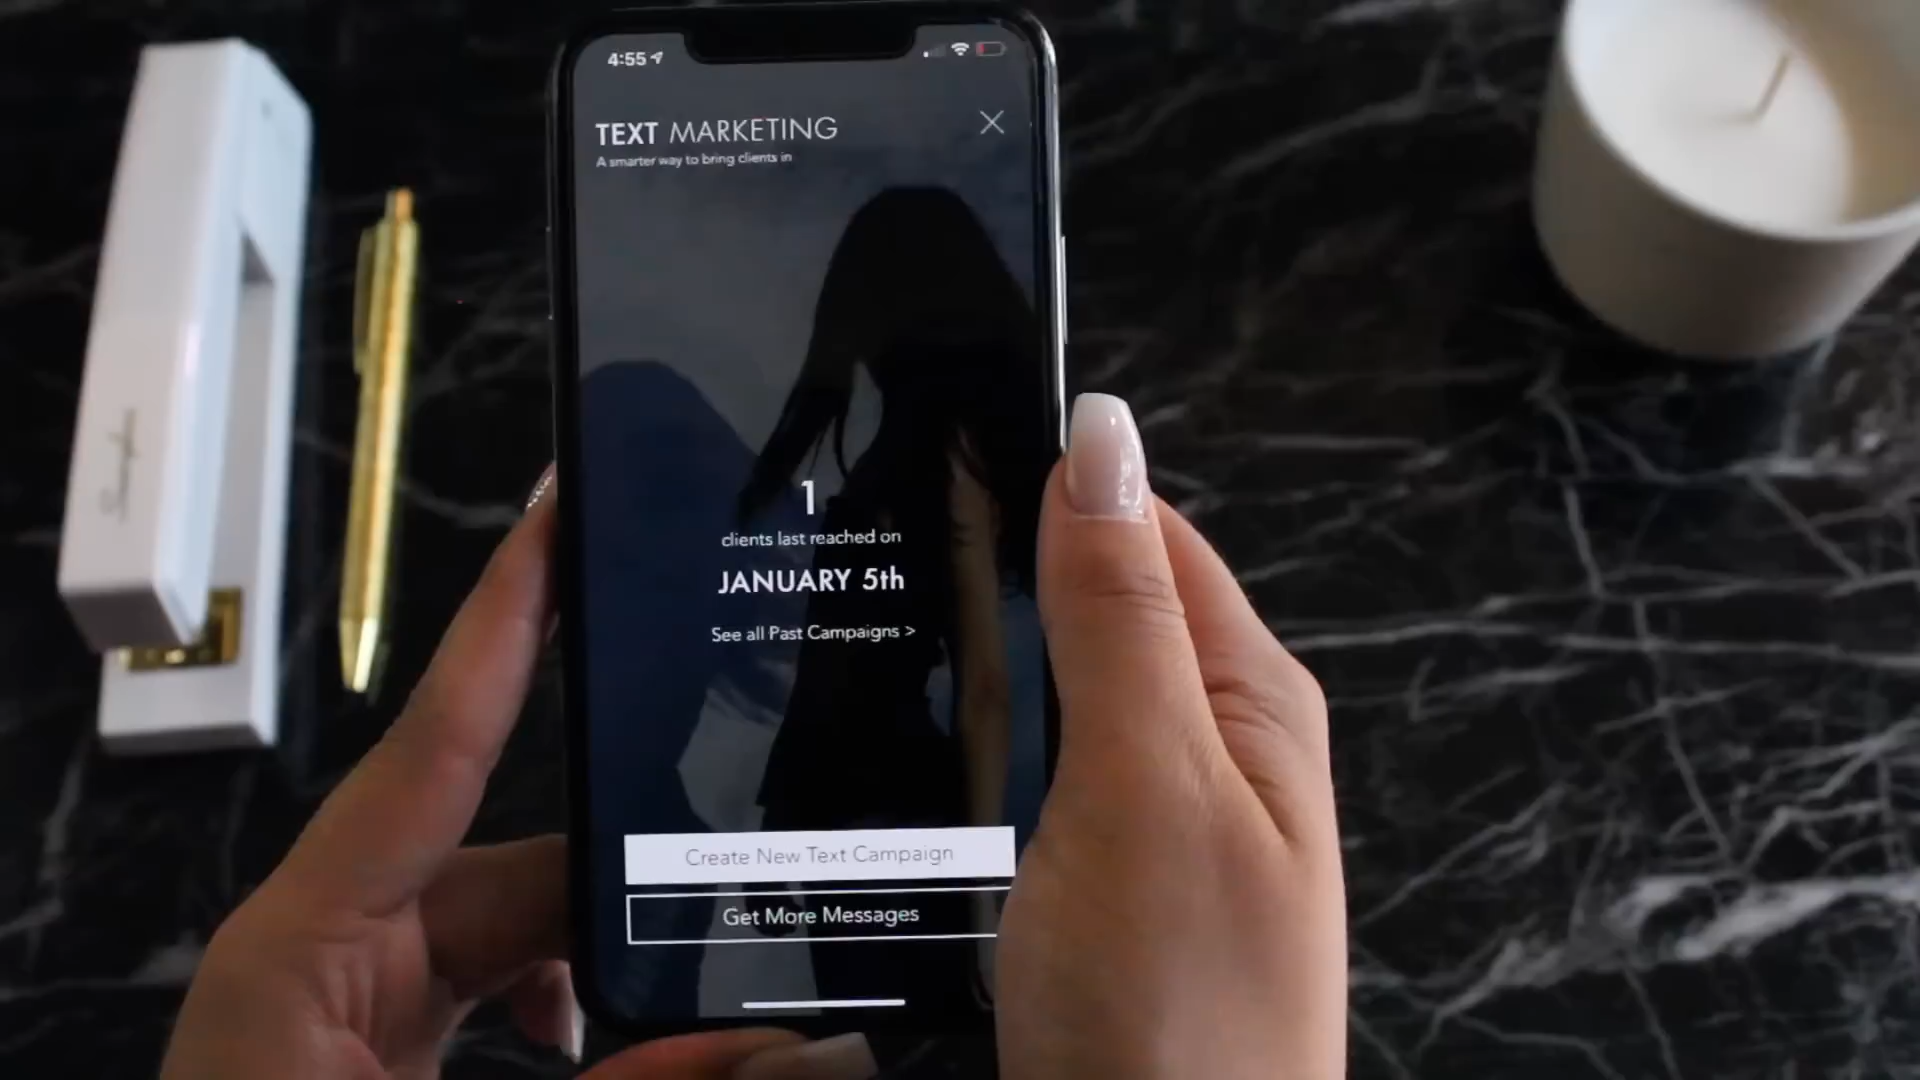 4:55
TEXT MARKETING
A smarter way to bring clients in
1
clients last reached on
JANUARY 5th
See all Past Campaigns >
Create New Text Campaign
Get More Messages